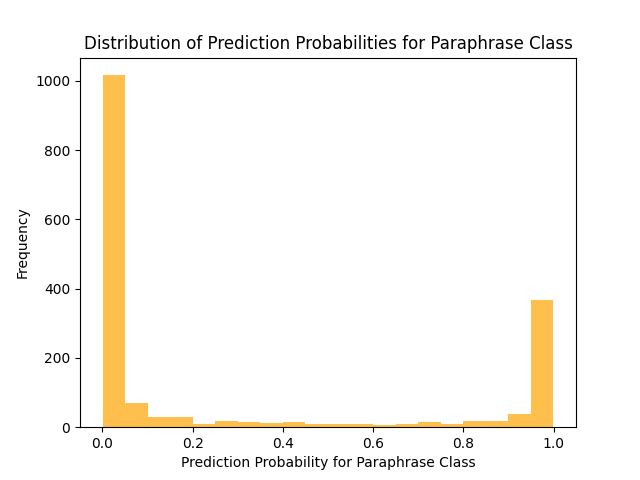 Distribution of Prediction Probabilities for Paraphrase Class
1000
800
600
400
200
0
Frequency
0.0 0.2 0.4 0.6 0.8 1.0
Prediction Probability for Paraphrase Class